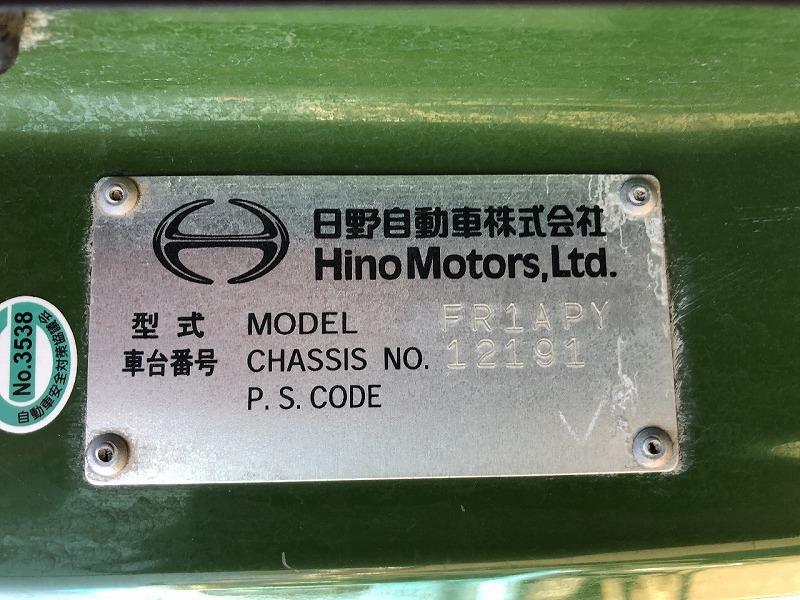 日野自動車株式会社
Hino Motors, Ltd.
型式 MODEL FR1APY
車台番号 CHASSIS NO. 12191
P.S.CODE
No.3538